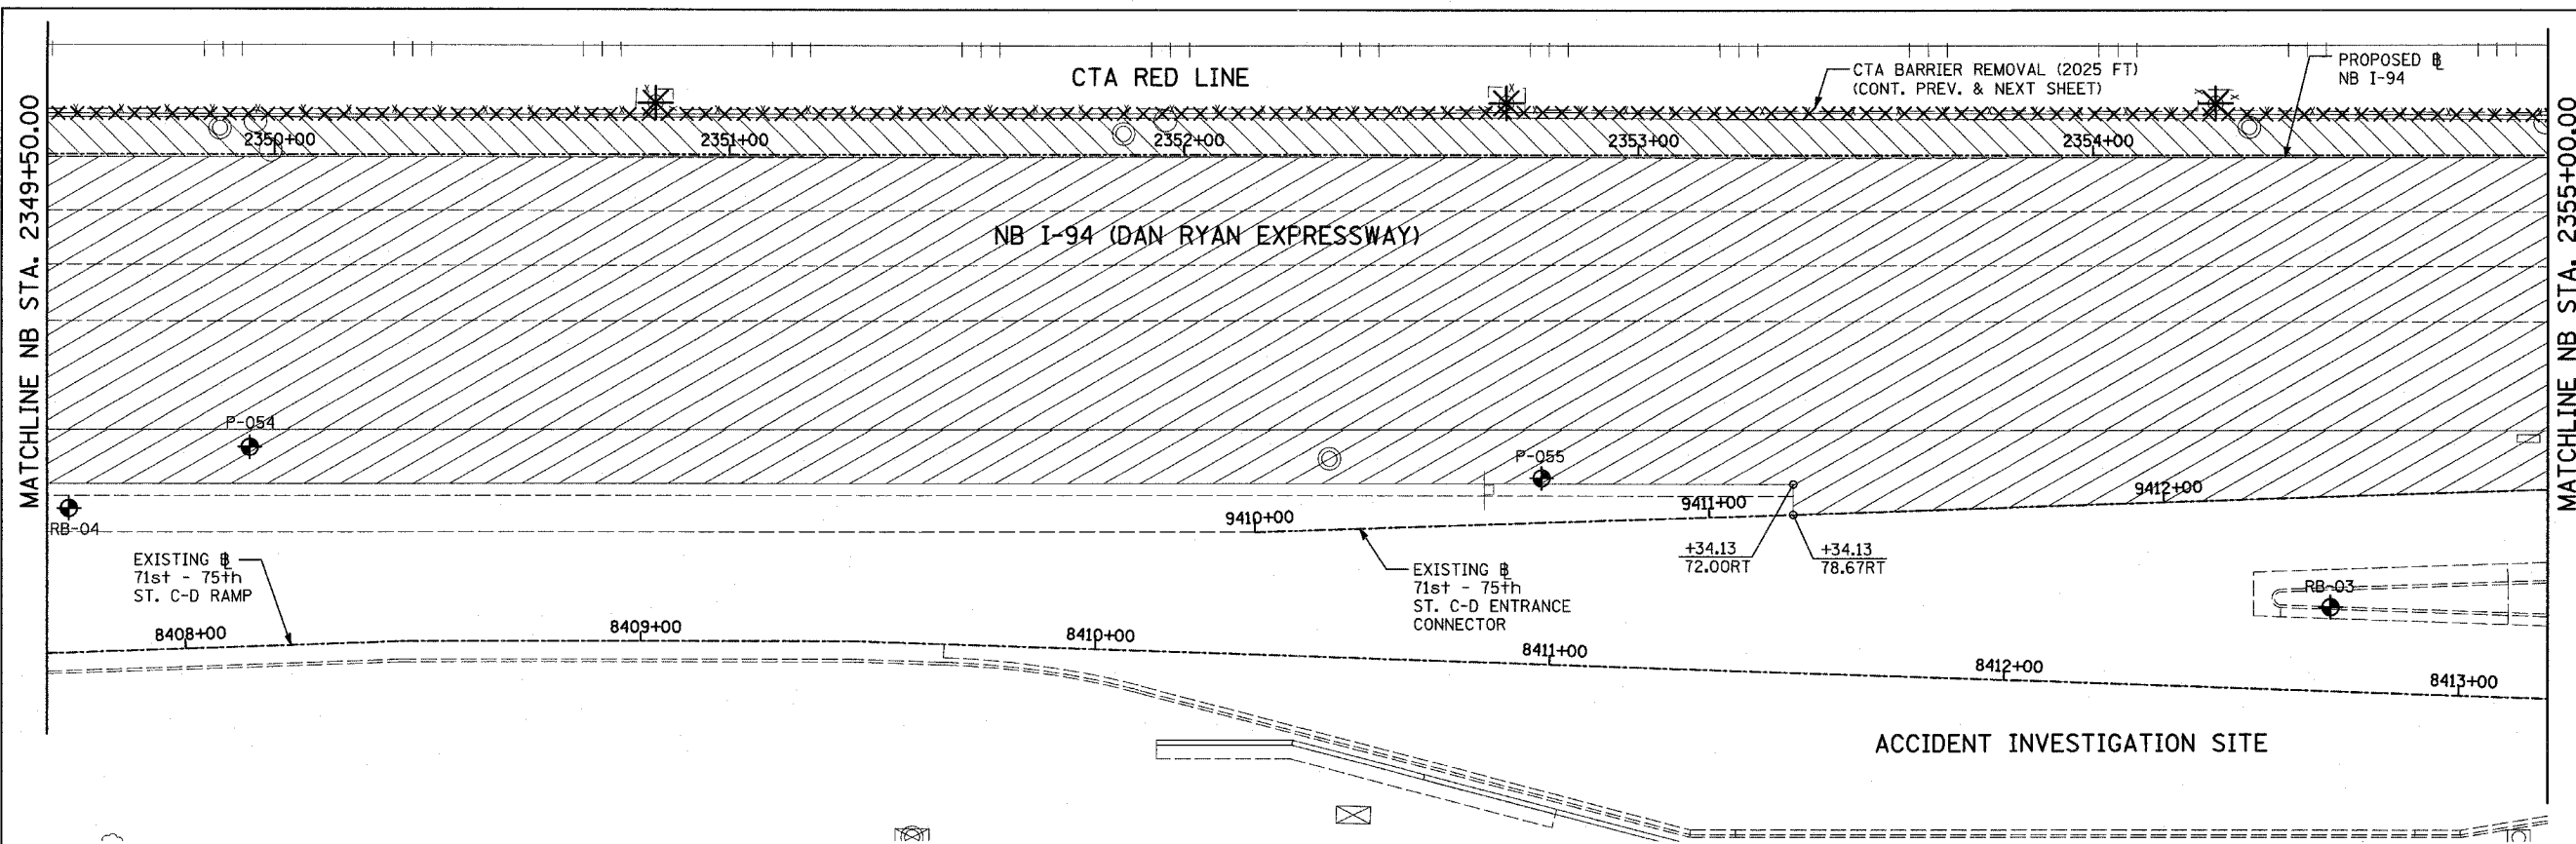 CTA RED LINE
CTA BARRIER REMOVAL (2025 FT)
(CONT. PREV. & NEXT SHEET)
PROPOSED ℄
NB I-94
MATCHLINE NB STA. 2349+50.00
2350+00
2351+00
2352+00
2353+00
2354+00
MATCHLINE NB STA. 2355+00.00
NB I-94 (DAN RYAN EXPRESSWAY)
P-054
P-055
RB-04
9410+00
9411+00
9412+00
+34.13
72.00RT
+34.13
78.67RT
EXISTING ℄
71st - 75th
ST. C-D RAMP
EXISTING ℄
71st - 75th
ST. C-D ENTRANCE
CONNECTOR
RB-03
8408+00
8409+00
8410+00
8411+00
8412+00
8413+00
ACCIDENT INVESTIGATION SITE